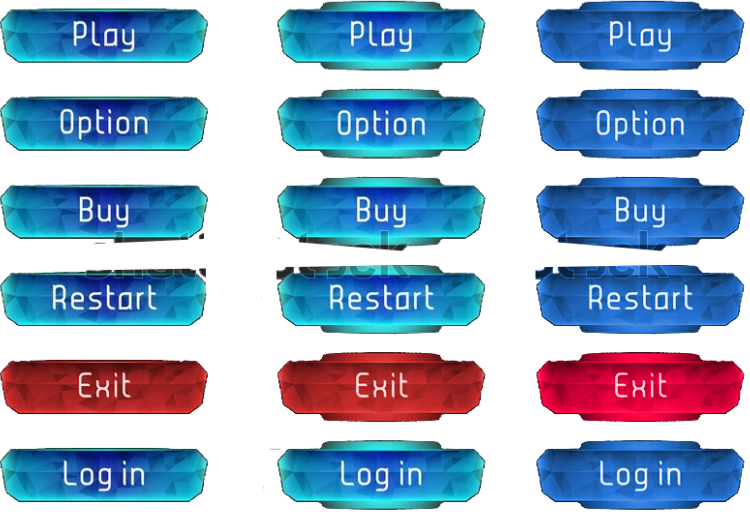 Play Play Play
Option Option Option
Buy Buy Buy
Restart Restart Restart
Exit Exit Exit
Log in Log in Log in